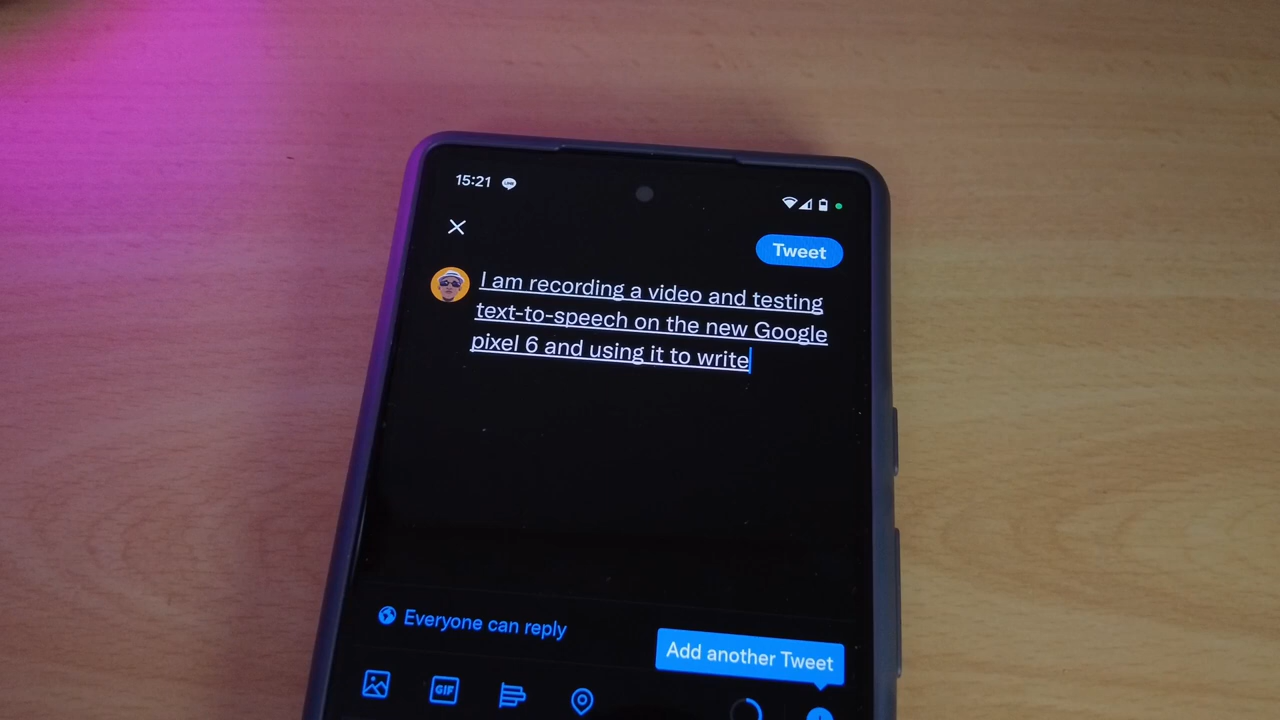 15:21
Tweet
I am recording a video and testing
text-to-speech on the new Google
pixel 6 and using it to write
Everyone can reply
Add another Tweet
GIF